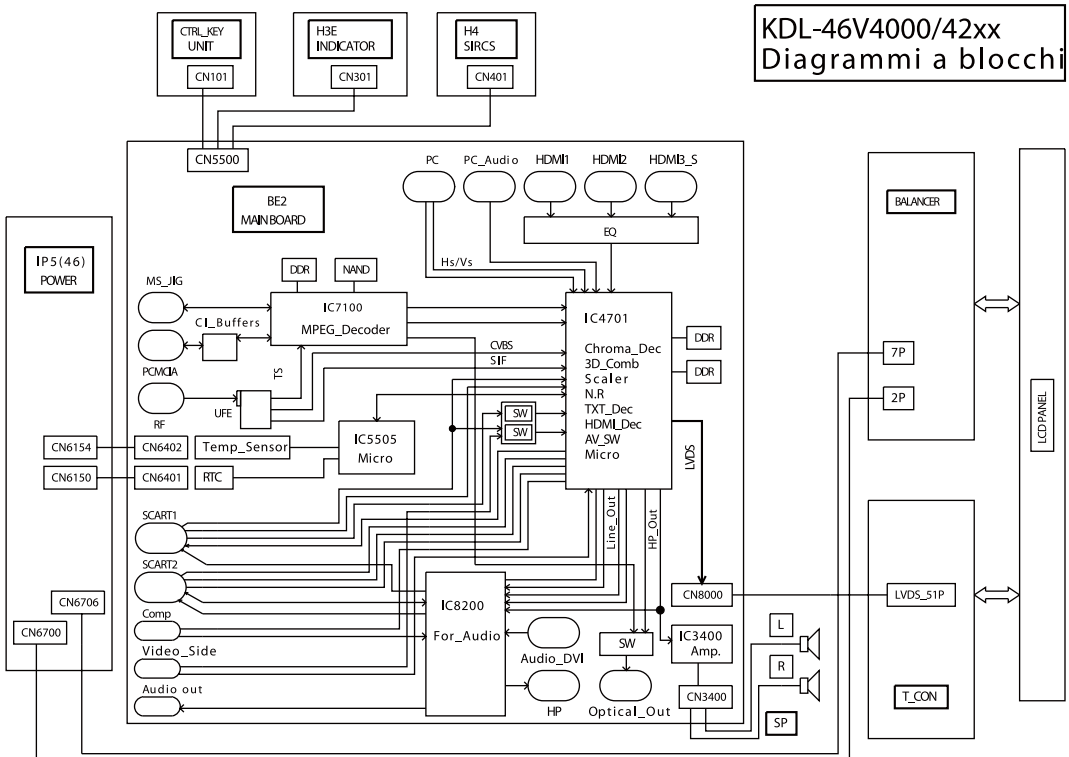 KDL-46V4000/42xx
Diagrammi a blocchi
CTRL_KEY
UNIT
CN101
H3E
INDICATOR
CN301
H4
SIRCS
CN401
CN5500
BE2
MAIN BOARD
PC
PC_Audio
HDMI1
HDMI2
HDMI3_S
EQ
Hs/Vs
BALANCER
7P
2P
LCD PANEL
IP5(46)
POWER
MS_JIG
DDR
NAND
IC7100
MPEG_Decoder
CI_Buffers
PCMCIA
TS
CVBS
SIF
UFE
RF
IC4701
Chroma_Dec
3D_Comb
Scaler
N.R
TXT_Dec
HDMI_Dec
AV_SW
Micro
DDR
DDR
SW
SW
LVDS
CN6154
CN6402
Temp_Sensor
IC5505
Micro
CN6150
CN6401
RTC
SCART1
SCART2
Line_Out
HP_Out
CN6706
CN6700
Comp
Video_Side
Audio out
IC8200
For_Audio
Audio_DVI
HP
SW
Optical_Out
CN8000
LVDS_51P
IC3400
Amp.
CN3400
L
R
SP
T_CON